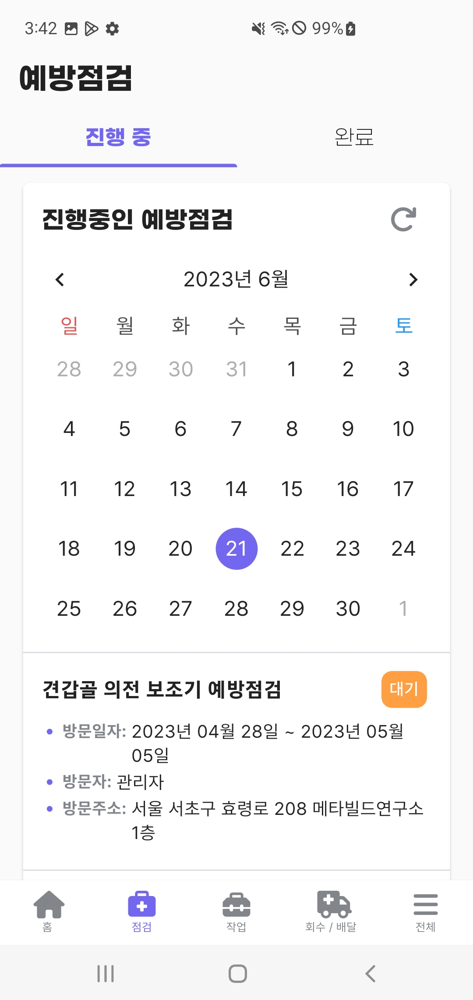 3:42 99%
예방점검
진행 중 완료
진행중인 예방점검
2023년 6월
일 월 화 수 목 금 토
28 29 30 31 1 2 3
4 5 6 7 8 9 10
11 12 13 14 15 16 17
18 19 20 21 22 23 24
25 26 27 28 29 30 1
견갑골 의전 보조기 예방점검 대기
방문일자: 2023년 04월 28일 ~ 2023년 05월
05일
방문자: 관리자
방문주소: 서울 서초구 효령로 208 메타빌드연구소
1층
홈 점검 작업 회수 / 배달 전체